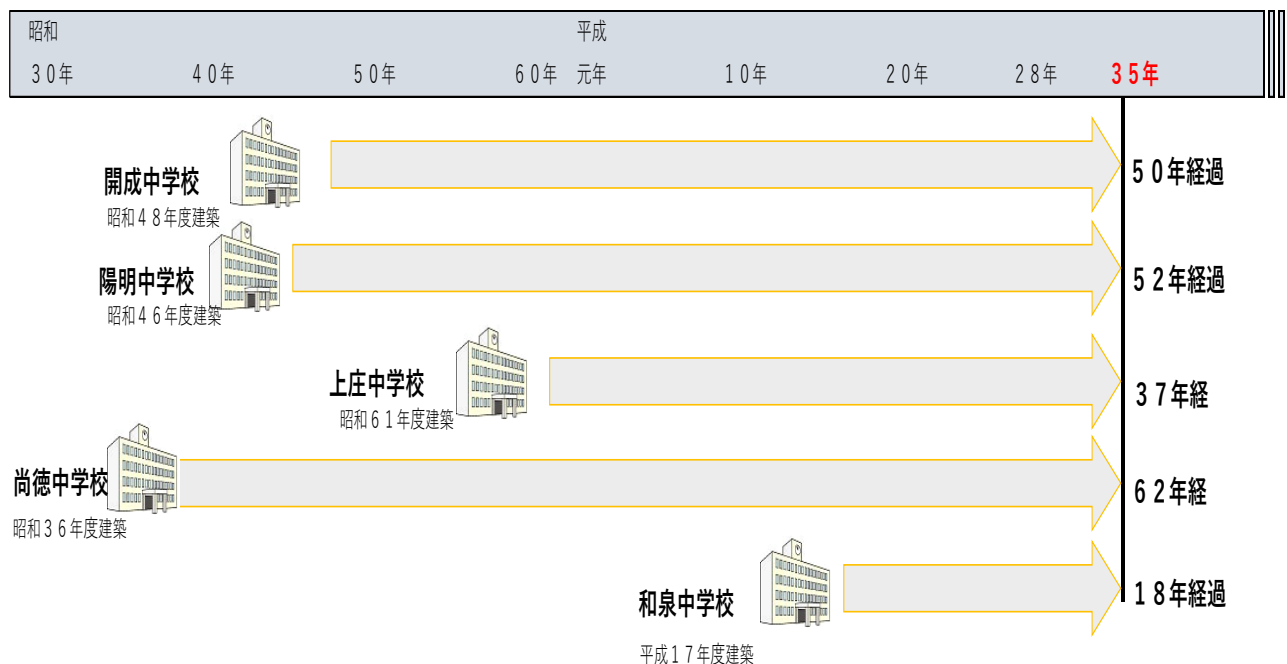 昭和 平成
３０年 ４０年 ５０年 ６０年 元年 １０年 ２０年 ２８年 ３５年
開成中学校
昭和４８年度建築
５０年経過
陽明中学校
昭和４６年度建築
５２年経過
上庄中学校
昭和６１年度建築
３７年経
尚徳中学校
昭和３６年度建築
６２年経
和泉中学校
平成１７年度建築
１８年経過